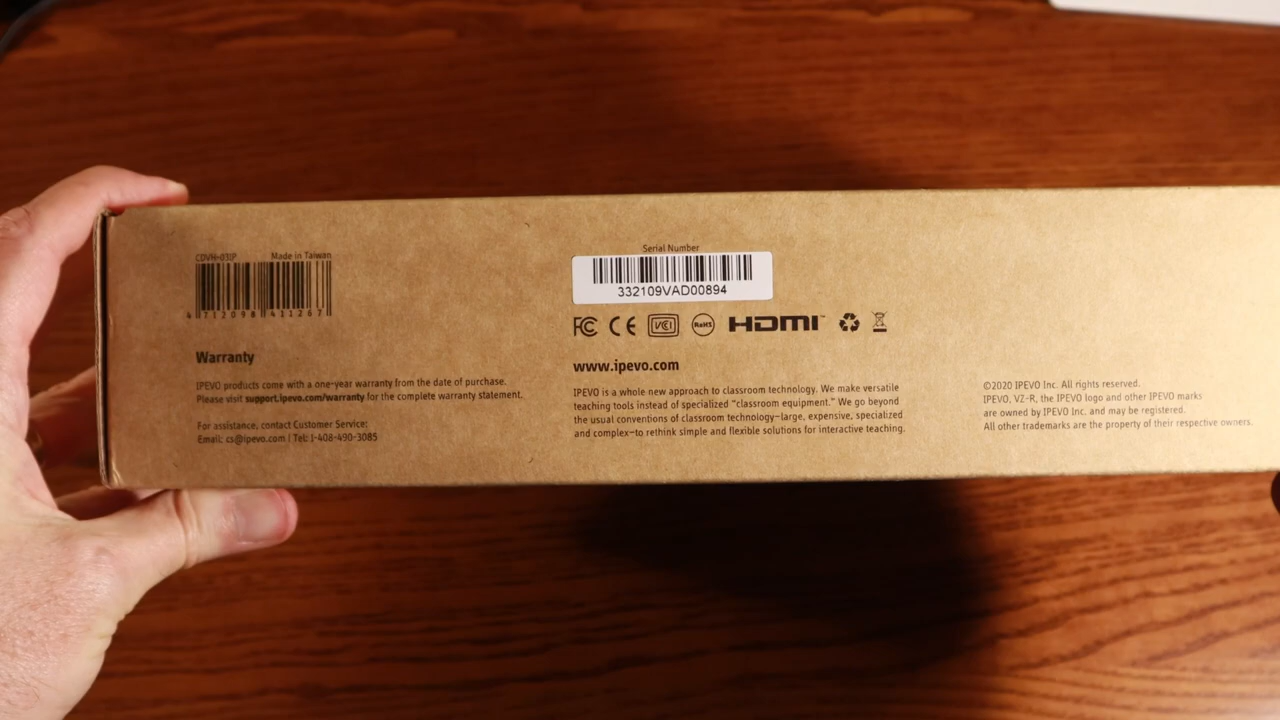 CDVH-03IP Made in Taiwan
4 712098 411267
Warranty
IPEVO products come with a one-year warranty from the date of purchase.
Please visit support.ipevo.com/warranty for the complete warranty statement.
For assistance, contact Customer Service:
Email: cs@ipevo.com | Tel: 1-408-490-3085
Serial Number
332109VAD00894
FC CE VCI RoHS HDMI™
www.ipevo.com
IPEVO is a whole new approach to classroom technology. We make versatile
teaching tools instead of specialized “classroom equipment.” We go beyond
the usual conventions of classroom technology—large, expensive, specialized
and complex—to rethink simple and flexible solutions for interactive teaching.
©2020 IPEVO Inc. All rights reserved.
IPEVO, VZ-R, the IPEVO logo and other IPEVO marks
are owned by IPEVO Inc. and may be registered.
All other trademarks are the property of their respective owners.